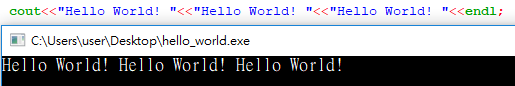 cout<<"Hello World! "<<"Hello World! "<<"Hello World! "<<endl;
C:\Users\user\Desktop\hello_world.exe
Hello World! Hello World! Hello World!